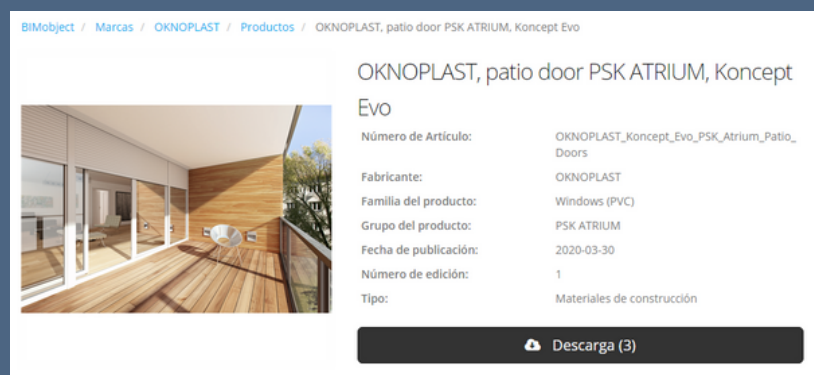 BIMobject / Marcas / OKNOPLAST / Productos / OKNOPLAST, patio door PSK ATRIUM, Koncept Evo
OKNOPLAST, patio door PSK ATRIUM, Koncept
Evo
Número de Artículo: OKNOPLAST_Koncept_Evo_PSK_Atrium_Patio_
Doors
Fabricante: OKNOPLAST
Familia del producto: Windows (PVC)
Grupo del producto: PSK ATRIUM
Fecha de publicación: 2020-03-30
Número de edición: 1
Tipo: Materiales de construcción
Descarga (3)